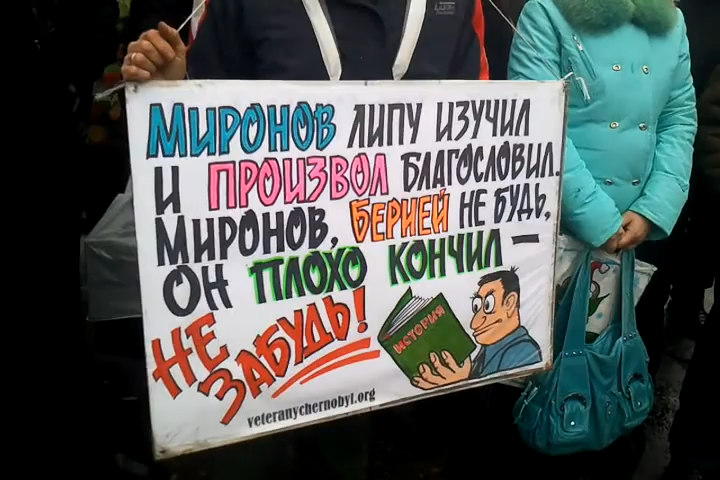 МИРОНОВ ЛИПУ ИЗУЧИЛ
И ПРОИЗВОЛ БЛАГОСЛОВИЛ.
МИРОНОВ, БЕРИЕЙ НЕ БУДЬ,
ОН ПЛОХО КОНЧИЛ –
НЕ
ЗАБУДЬ!
ИСТОРИЯ
veteranychernobyl.org